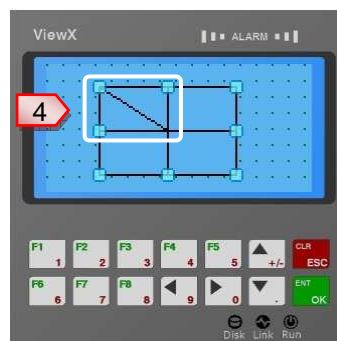 ViewX ALARM
4
F1 1 F2 2 F3 3 F4 4 F5 5 +/- CLR ESC
F6 6 F7 7 F8 8 9 0 . ENT OK
Disk Link Run